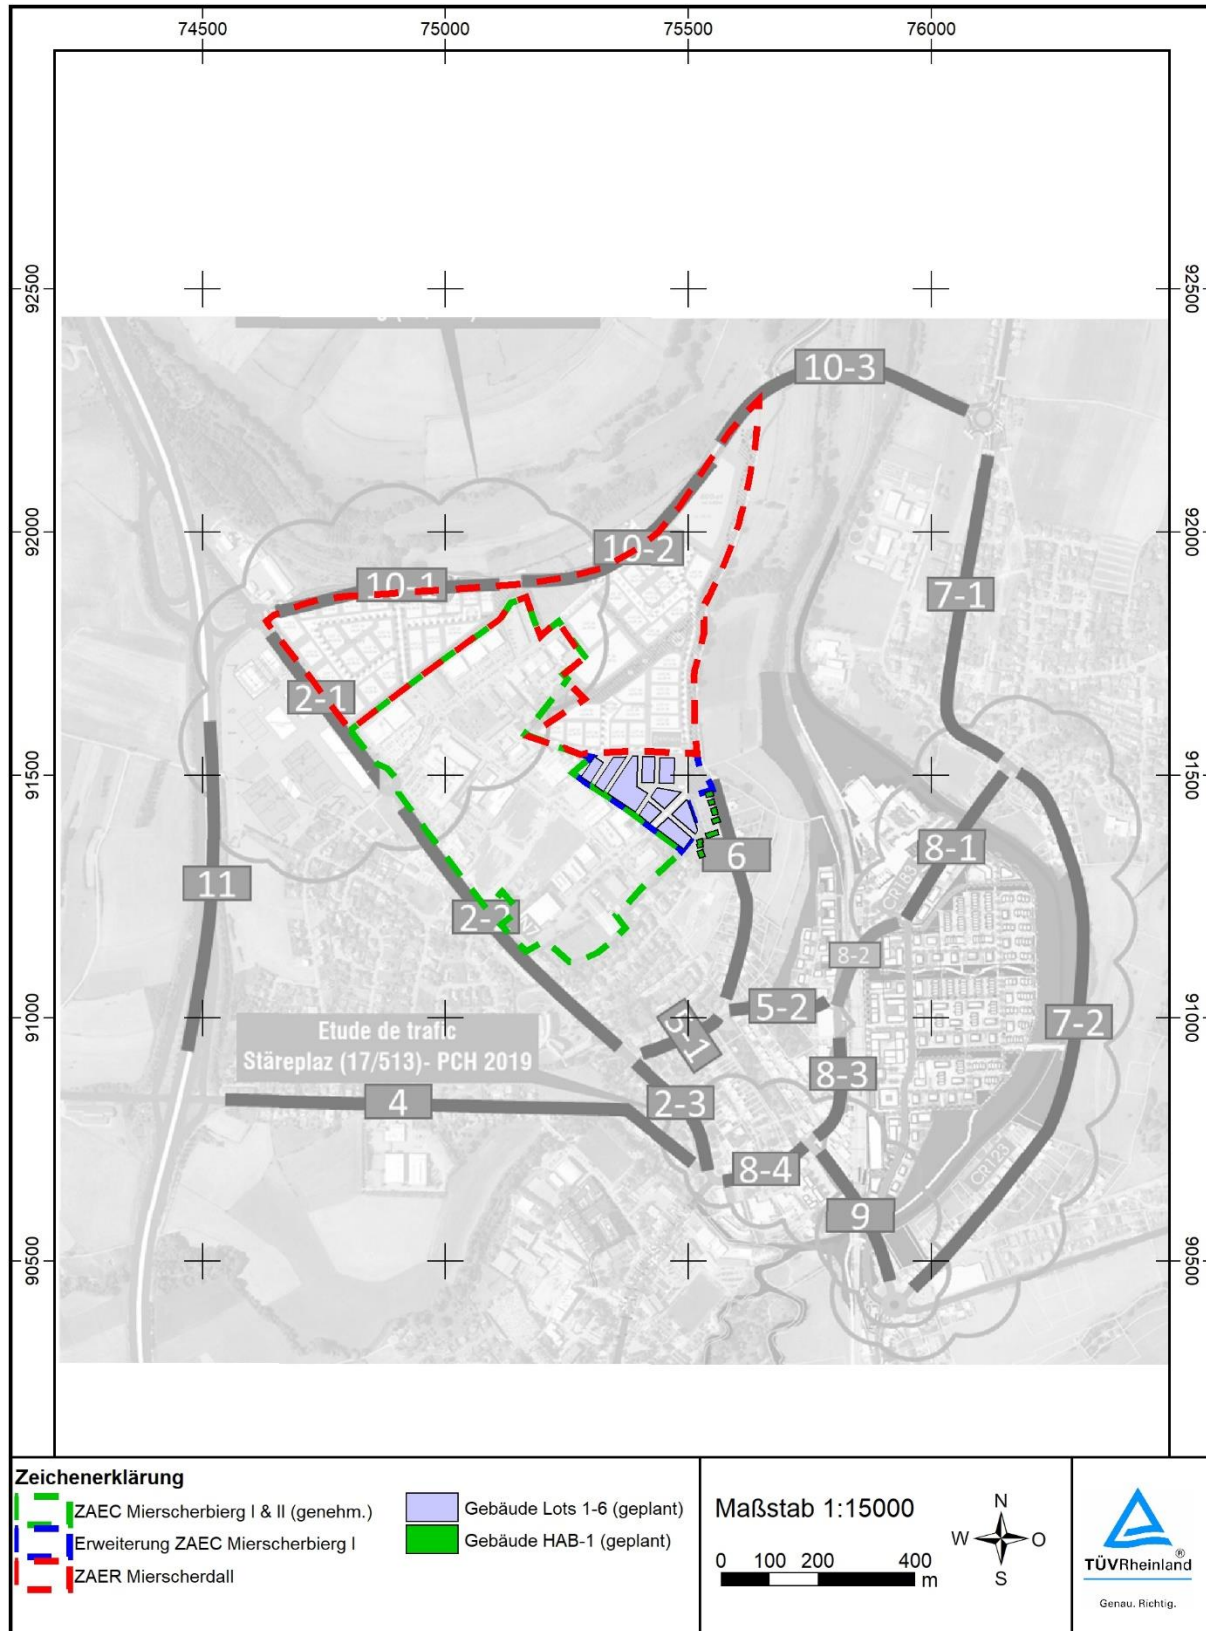 74500 75000 75500 76000
92500 92500
10-3
92000 92000
10-2
10-1
7-1
2-1
91500 91500
8-1
6
11
CR183
2-2
8-2
91000 91000
5-2
7-2
5-1
Etude de trafic
Stäreplaz (17/513)- PCH 2019
8-3
4
2-3
8-4
CR123
9
90500 90500
Zeichenerklärung
ZAEC Mierscherbierg I & II (genehm.)
Erweiterung ZAEC Mierscherbierg I
ZAER Mierscherdall
Gebäude Lots 1-6 (geplant)
Gebäude HAB-1 (geplant)
Maßstab 1:15000
0 100 200 400
m
N
W O
S
TÜVRheinland®
Genau. Richtig.